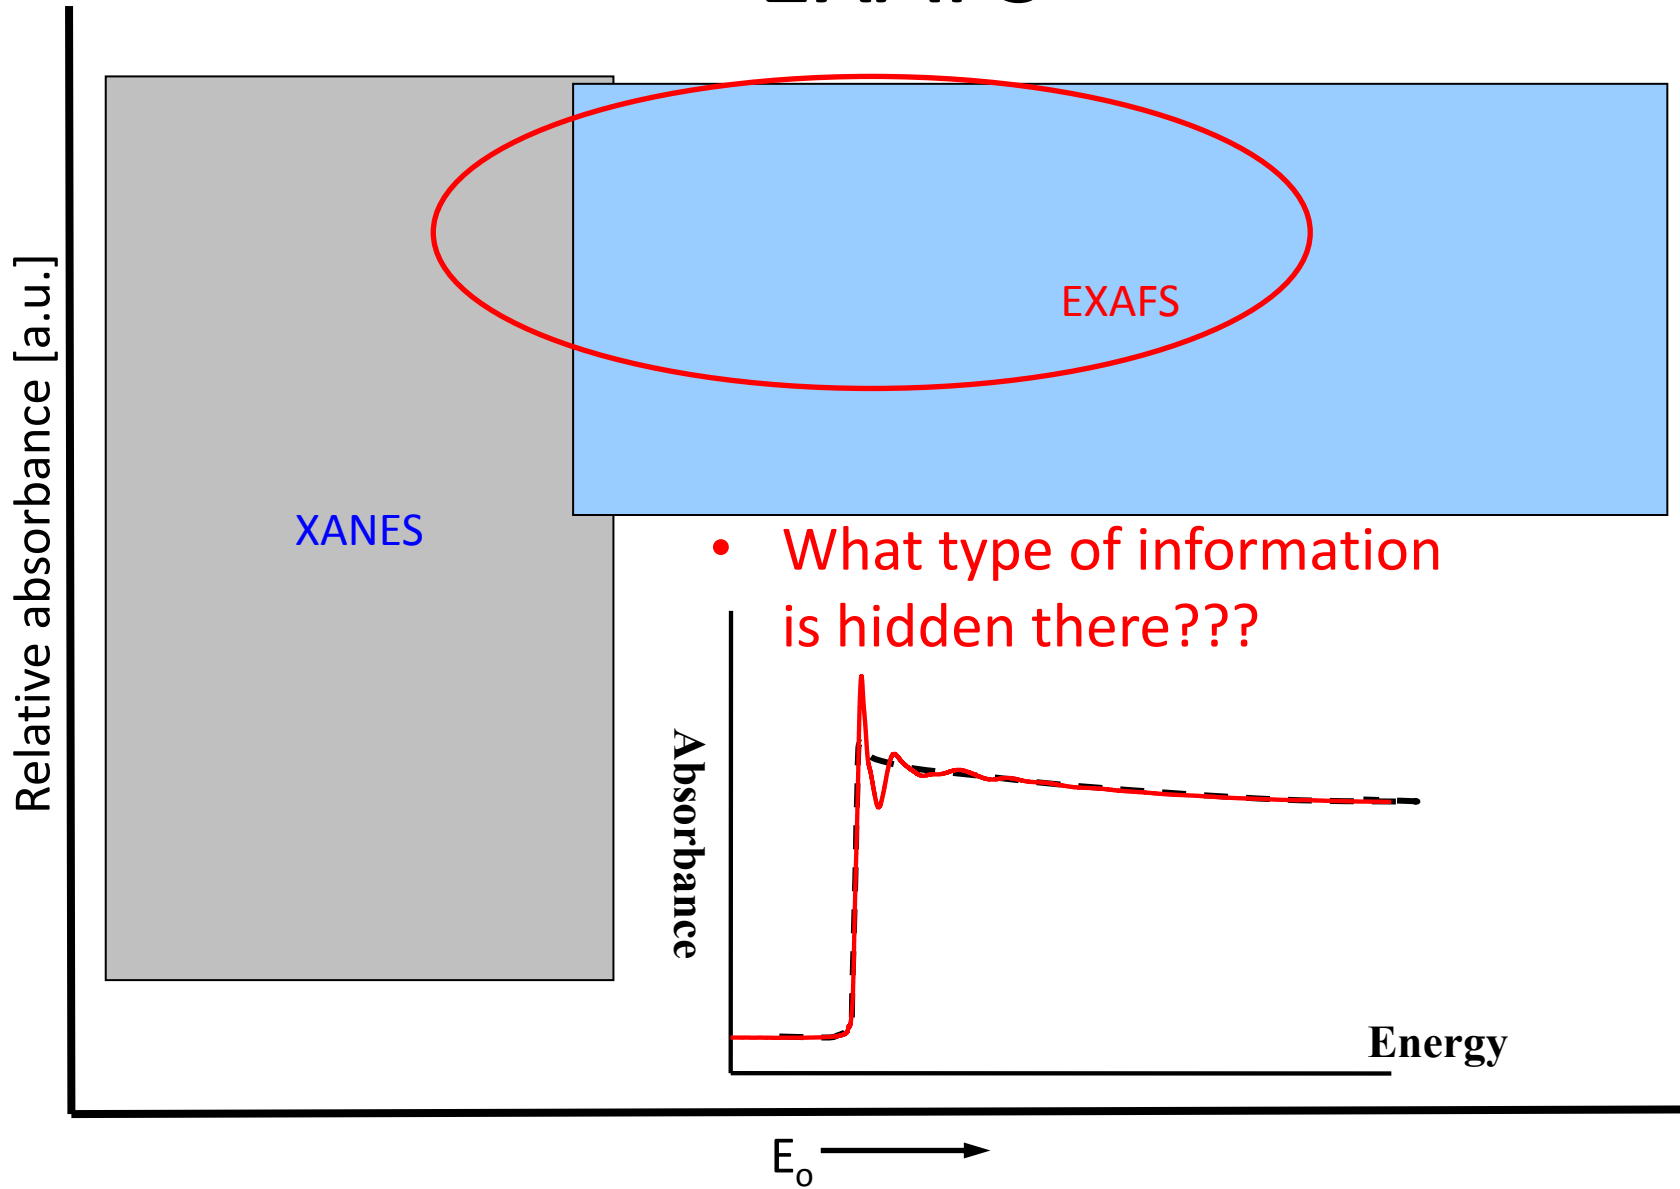 Relative absorbance [a.u.]
EXAFS
XANES
• What type of information
is hidden there???
Absorbance
Energy
Eo